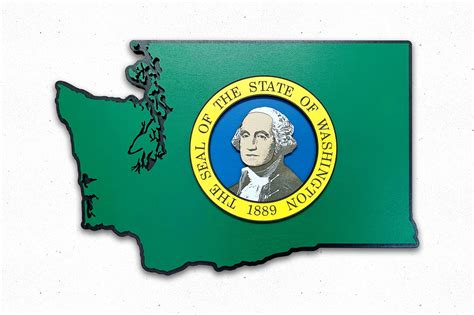 THE SEAL OF THE STATE OF WASHINGTON
1889